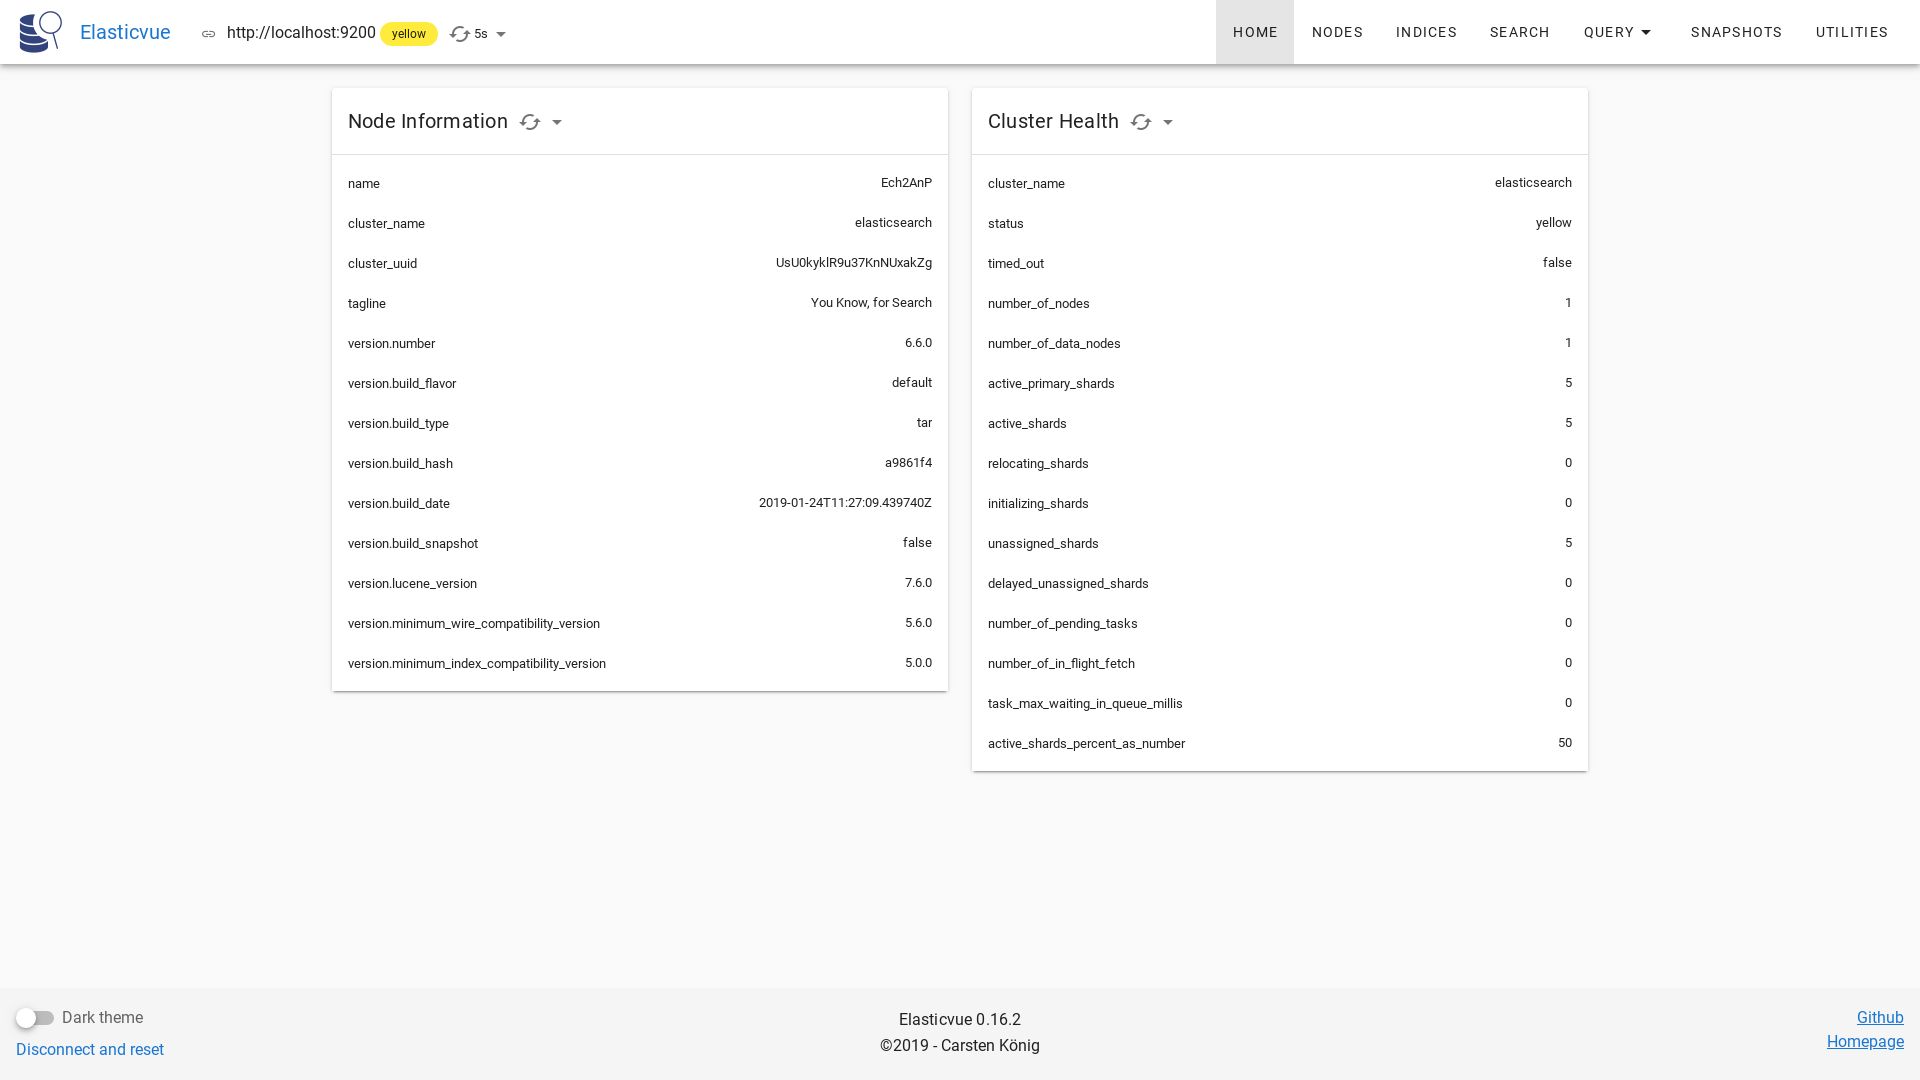 Elasticvue http://localhost:9200 yellow 5s HOME NODES INDICES SEARCH QUERY SNAPSHOTS UTILITIES
Node Information
name Ech2AnP
cluster_name elasticsearch
cluster_uuid UsU0kyklR9u37KnNUxakZg
tagline You Know, for Search
version.number 6.6.0
version.build_flavor default
version.build_type tar
version.build_hash a9861f4
version.build_date 2019-01-24T11:27:09.439740Z
version.build_snapshot false
version.lucene_version 7.6.0
version.minimum_wire_compatibility_version 5.6.0
version.minimum_index_compatibility_version 5.0.0
Cluster Health
cluster_name elasticsearch
status yellow
timed_out false
number_of_nodes 1
number_of_data_nodes 1
active_primary_shards 5
active_shards 5
relocating_shards 0
initializing_shards 0
unassigned_shards 5
delayed_unassigned_shards 0
number_of_pending_tasks 0
number_of_in_flight_fetch 0
task_max_waiting_in_queue_millis 0
active_shards_percent_as_number 50
Dark theme
Disconnect and reset
Elasticvue 0.16.2
©2019 - Carsten König
Github
Homepage